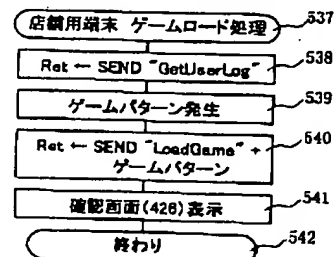 店舗用端末 ゲームロード処理 537
Ret ← SEND "GetUserLog" 538
ゲームパターン発生 539
Ret ← SEND "LoadGame" + 540
ゲームパターン
確認画面(426)表示 541
終わり 542